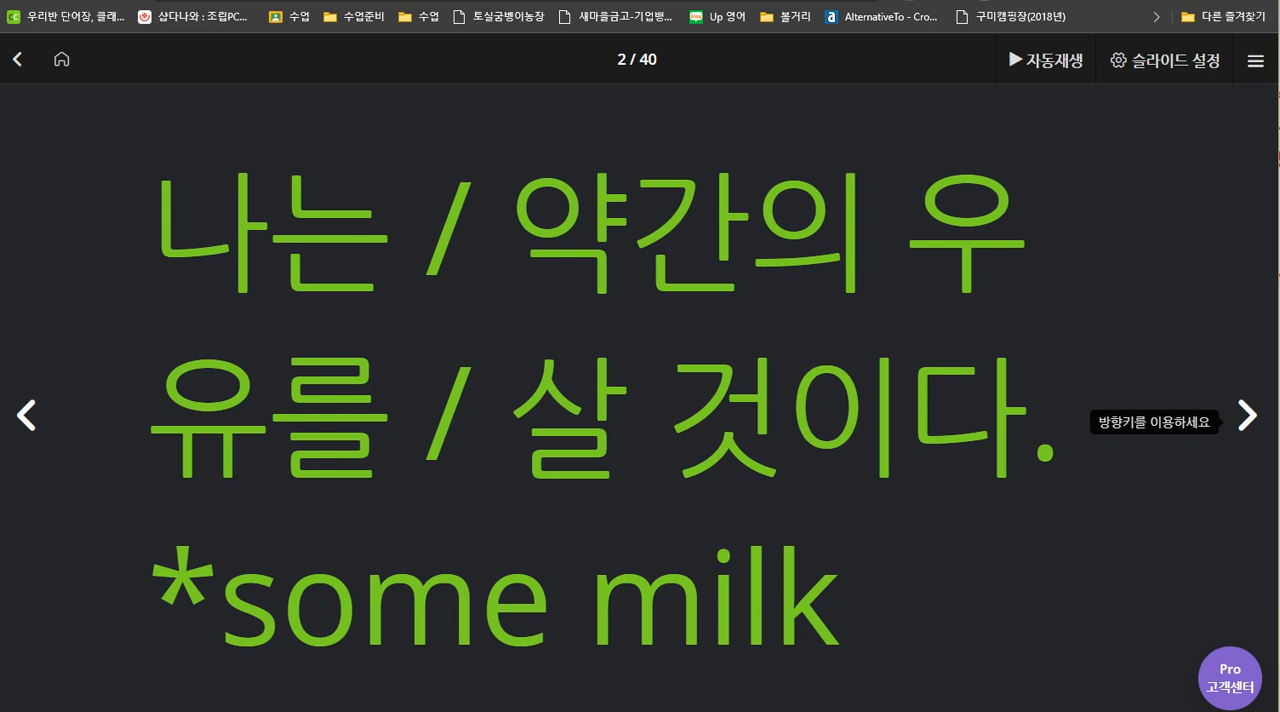 우리반 단어장, 클래... 샵다나와 : 조립PC... 수업 수업준비 수업 토실굼벵이농장 새마을금고-기업뱅... Up 영어 볼거리 AlternativeTo - Cro... 구미캠핑장(2018년) 다른 즐겨찾기
2 / 40 자동재생 슬라이드 설정
나는 / 약간의 우
유를 / 살 것이다.
방향키를 이용하세요
*some milk
Pro
고객센터